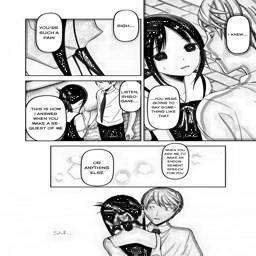 I KNEW...
...YOU WERE
GOING TO
SAY SOME-
THING LIKE
THAT
SIGH...
YOU'RE
SUCH A
PAIN
LISTEN,
SHIRO-
GANE...
THIS IS HOW
I ANSWER
WHEN YOU
MAKE A RE-
QUEST OF ME
WHEN YOU
ASK ME TO
MAKE AN
ENDOR-
SEMENT
SPEECH
FOR YOU
OR
ANYTHING
ELSE